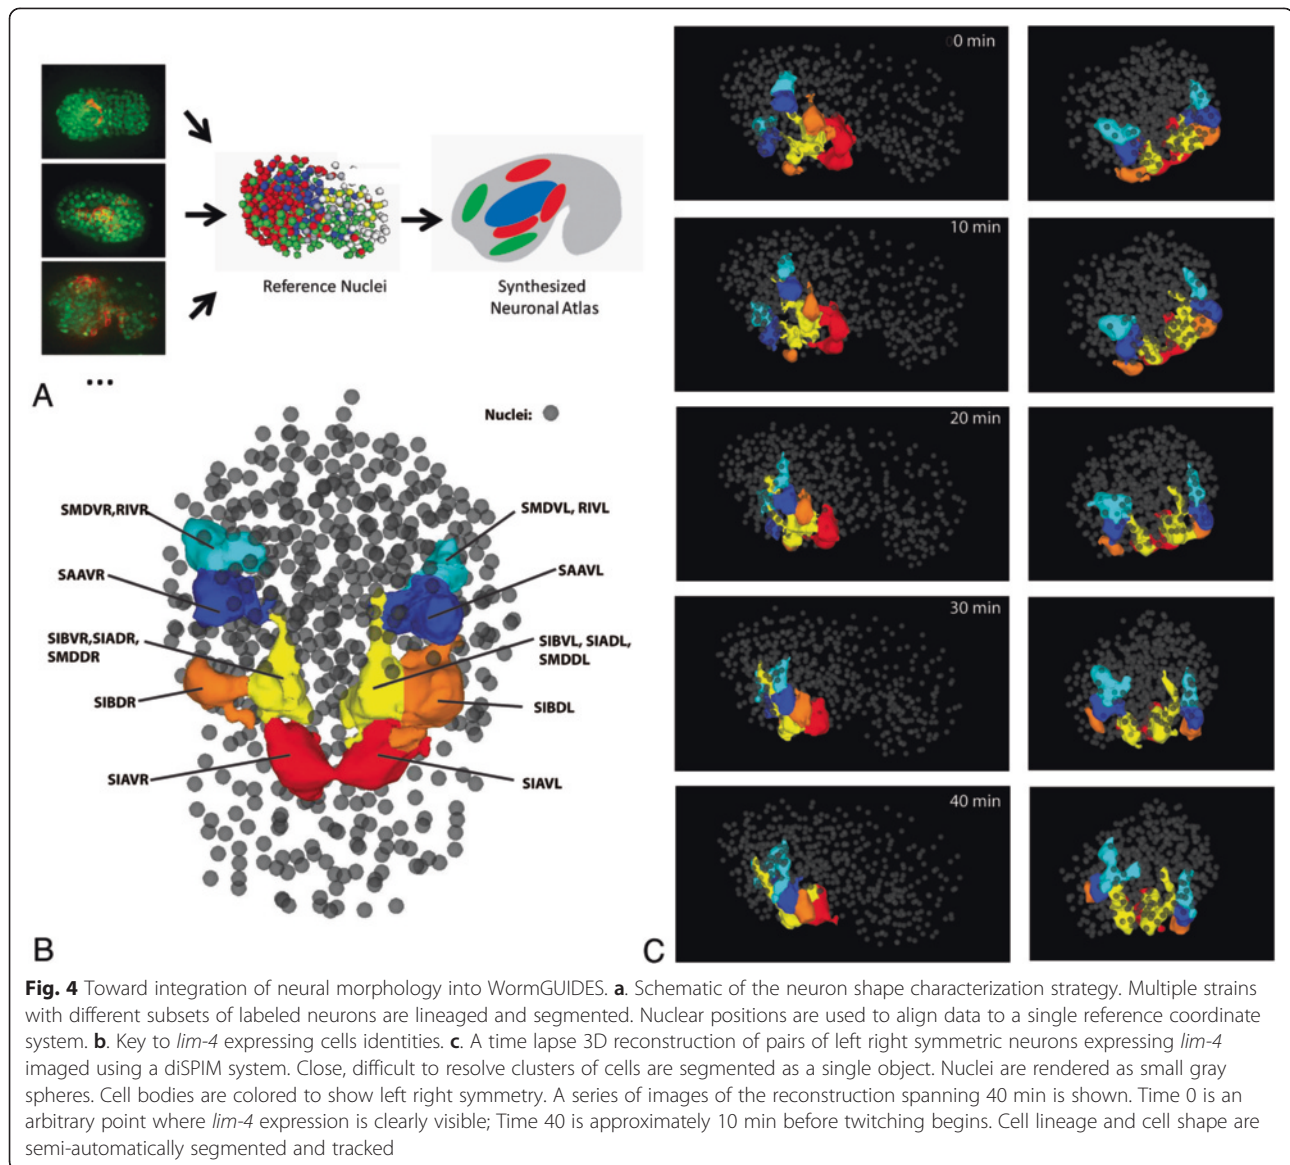 Reference Nuclei
Synthesized
Neuronal Atlas
...
A
Nuclei:
SMDVR,RIVR
SMDVL, RIVL
SAAVR
SAAVL
SIBVR,SIADR,
SMDDR
SIBVL, SIADL,
SMDDL
SIBDR
SIBDL
SIAVR
SIAVL
B
00 min
10 min
20 min
30 min
40 min
C
Fig. 4 Toward integration of neural morphology into WormGUIDES. a. Schematic of the neuron shape characterization strategy. Multiple strains
with different subsets of labeled neurons are lineaged and segmented. Nuclear positions are used to align data to a single reference coordinate
system. b. Key to lim-4 expressing cells identities. c. A time lapse 3D reconstruction of pairs of left right symmetric neurons expressing lim-4
imaged using a diSPIM system. Close, difficult to resolve clusters of cells are segmented as a single object. Nuclei are rendered as small gray
spheres. Cell bodies are colored to show left right symmetry. A series of images of the reconstruction spanning 40 min is shown. Time 0 is an
arbitrary point where lim-4 expression is clearly visible; Time 40 is approximately 10 min before twitching begins. Cell lineage and cell shape are
semi-automatically segmented and tracked